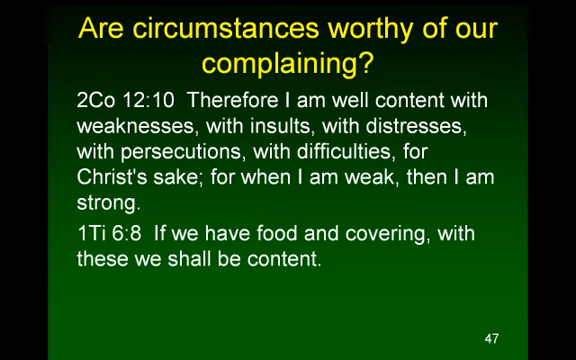 Are circumstances worthy of our
complaining?
2Co 12:10  Therefore I am well content with
weaknesses, with insults, with distresses,
with persecutions, with difficulties, for
Christ's sake; for when I am weak, then I am
strong.
1Ti 6:8  If we have food and covering, with
these we shall be content.
47